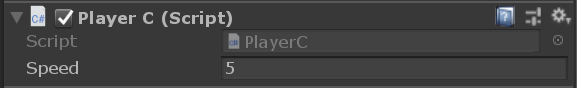 C# Player C (Script)
Script C# PlayerC
Speed 5